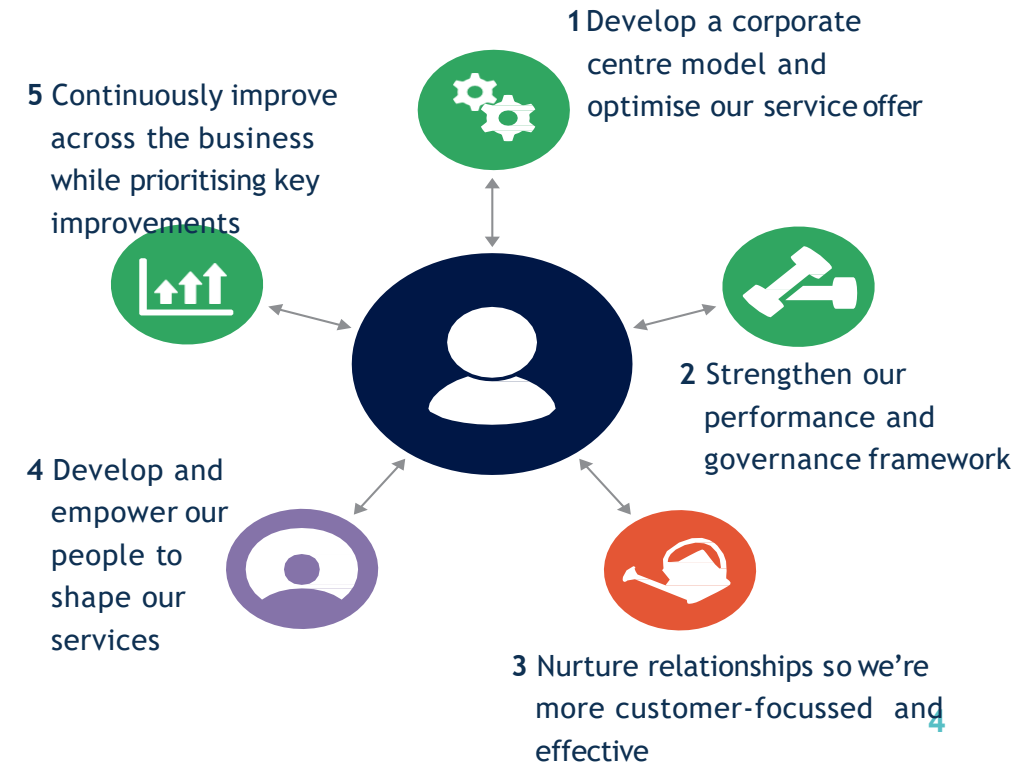 1 Develop a corporate
centre model and
optimise our service offer
5 Continuously improve
across the business
while prioritising key
improvements
2 Strengthen our
performance and
governance framework
4 Develop and
empower our
people to
shape our
services
3 Nurture relationships so we’re
more customer-focussed and
effective
4